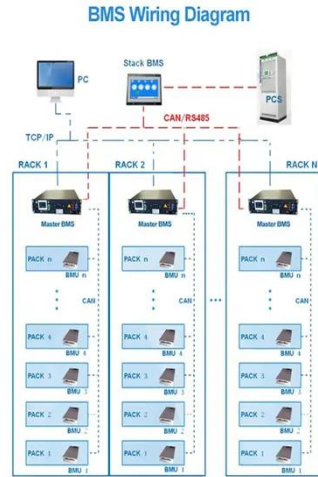 BMS Wiring Diagram
Stack BMS
PC
PCS
CAN/RS485
TCP/IP
RACK 1
RACK 2
RACK N
Master BMS
Master BMS
Master BMS
PACK n
PACK n
PACK n
BMU n
BMU n
BMU n
CAN
CAN
CAN
PACK 4
PACK 4
PACK 4
BMU 4
BMU 4
BMU 4
PACK 3
PACK 3
PACK 3
BMU 3
BMU 3
BMU 3
PACK 2
PACK 2
PACK 2
BMU 2
BMU 2
BMU 2
PACK 1
PACK 1
PACK 1
BMU 1
BMU 1
BMU 1